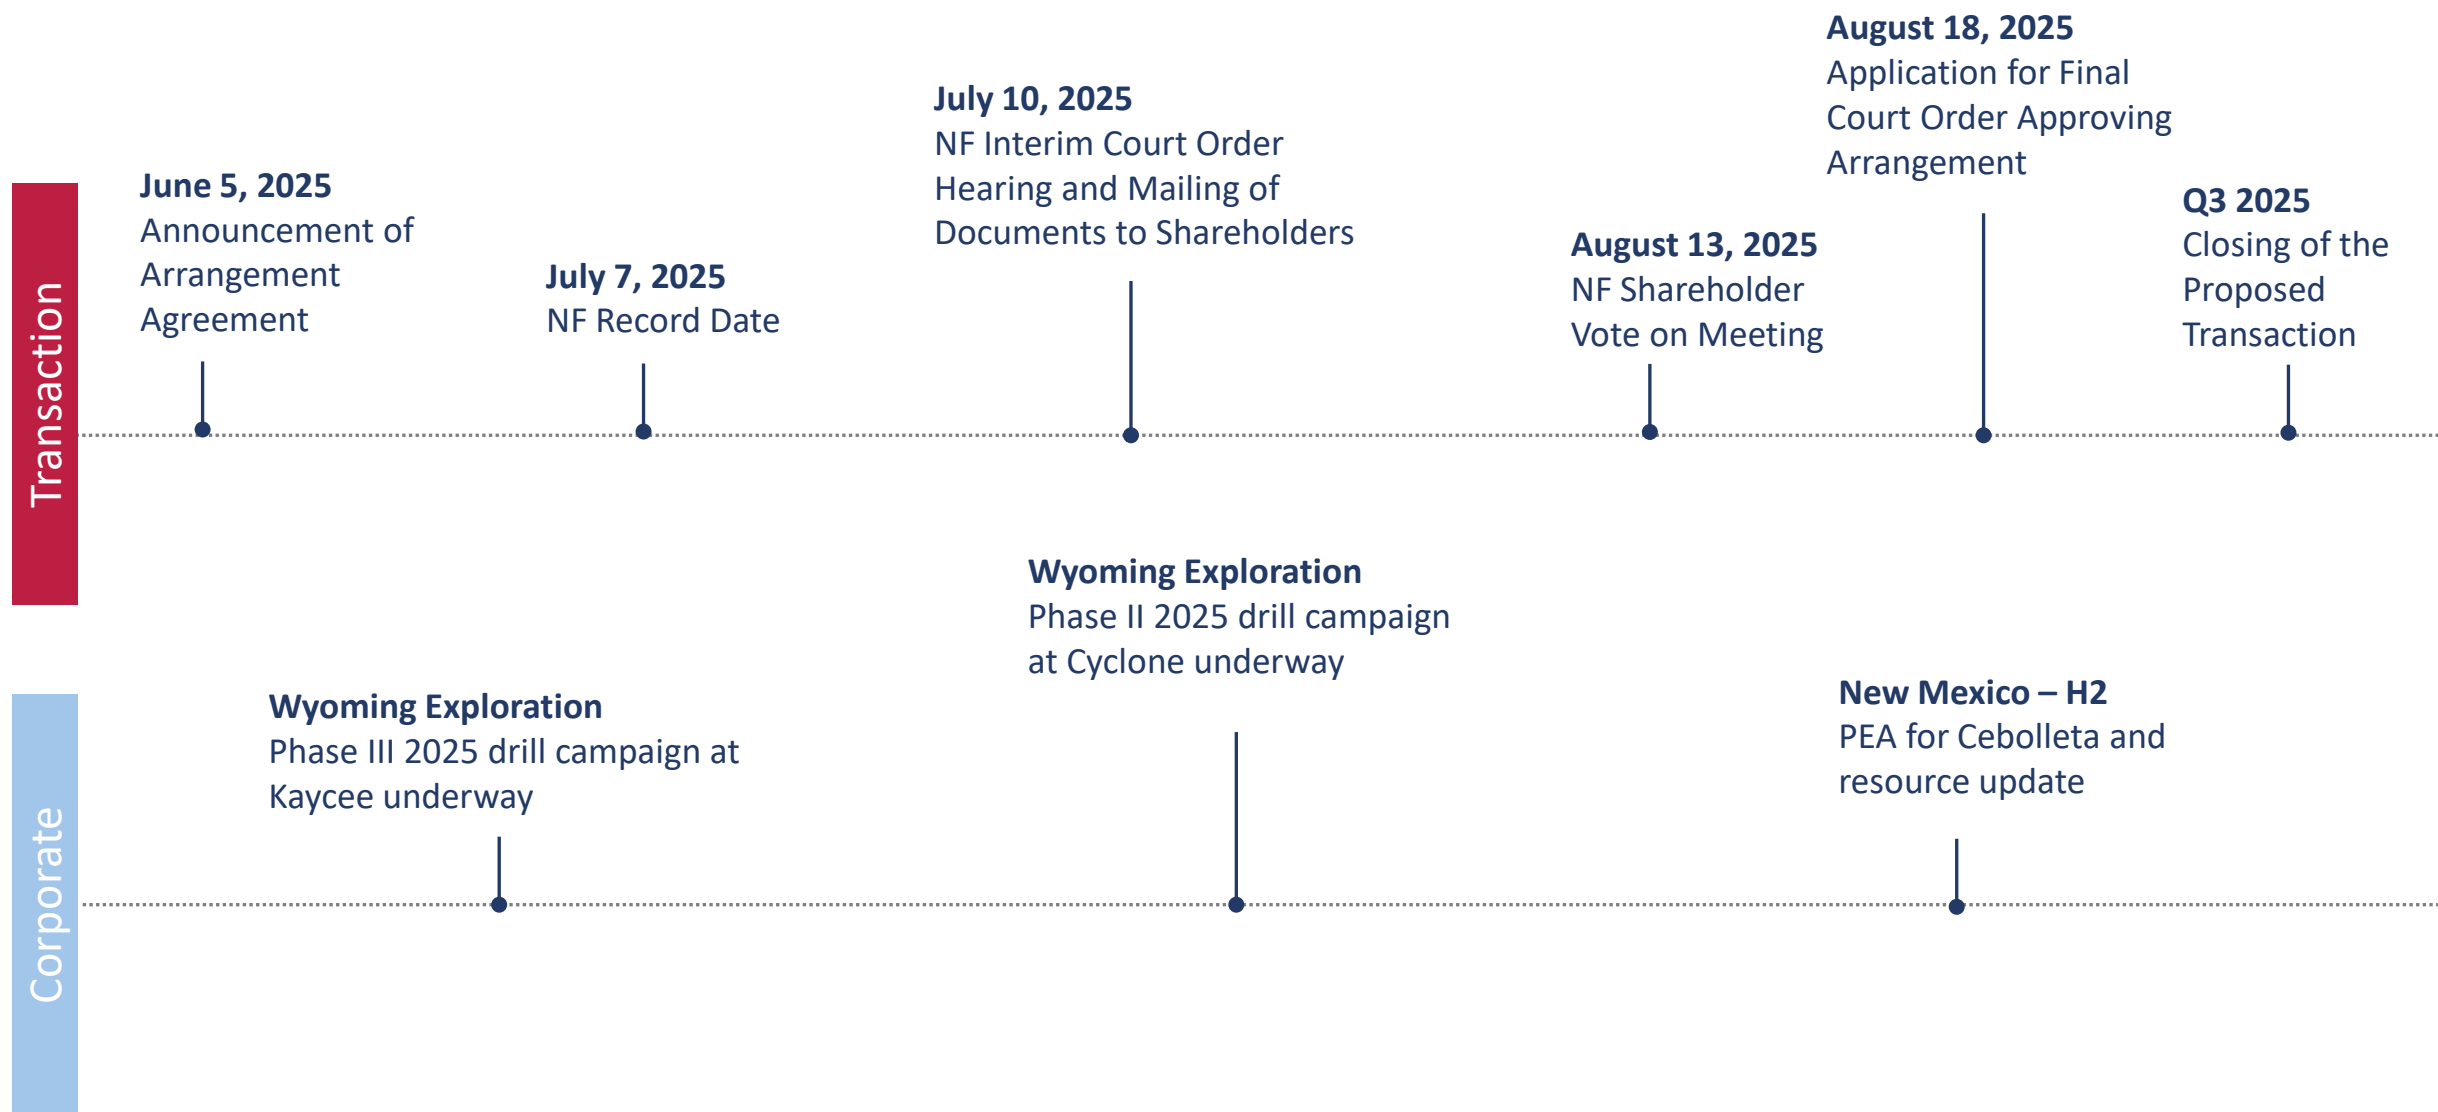 Transaction
June 5, 2025
Announcement of
Arrangement
Agreement
July 7, 2025
NF Record Date
July 10, 2025
NF Interim Court Order
Hearing and Mailing of
Documents to Shareholders
August 13, 2025
NF Shareholder
Vote on Meeting
August 18, 2025
Application for Final
Court Order Approving
Arrangement
Q3 2025
Closing of the
Proposed
Transaction
Corporate
Wyoming Exploration
Phase III 2025 drill campaign at
Kaycee underway
Wyoming Exploration
Phase II 2025 drill campaign
at Cyclone underway
New Mexico – H2
PEA for Cebolleta and
resource update